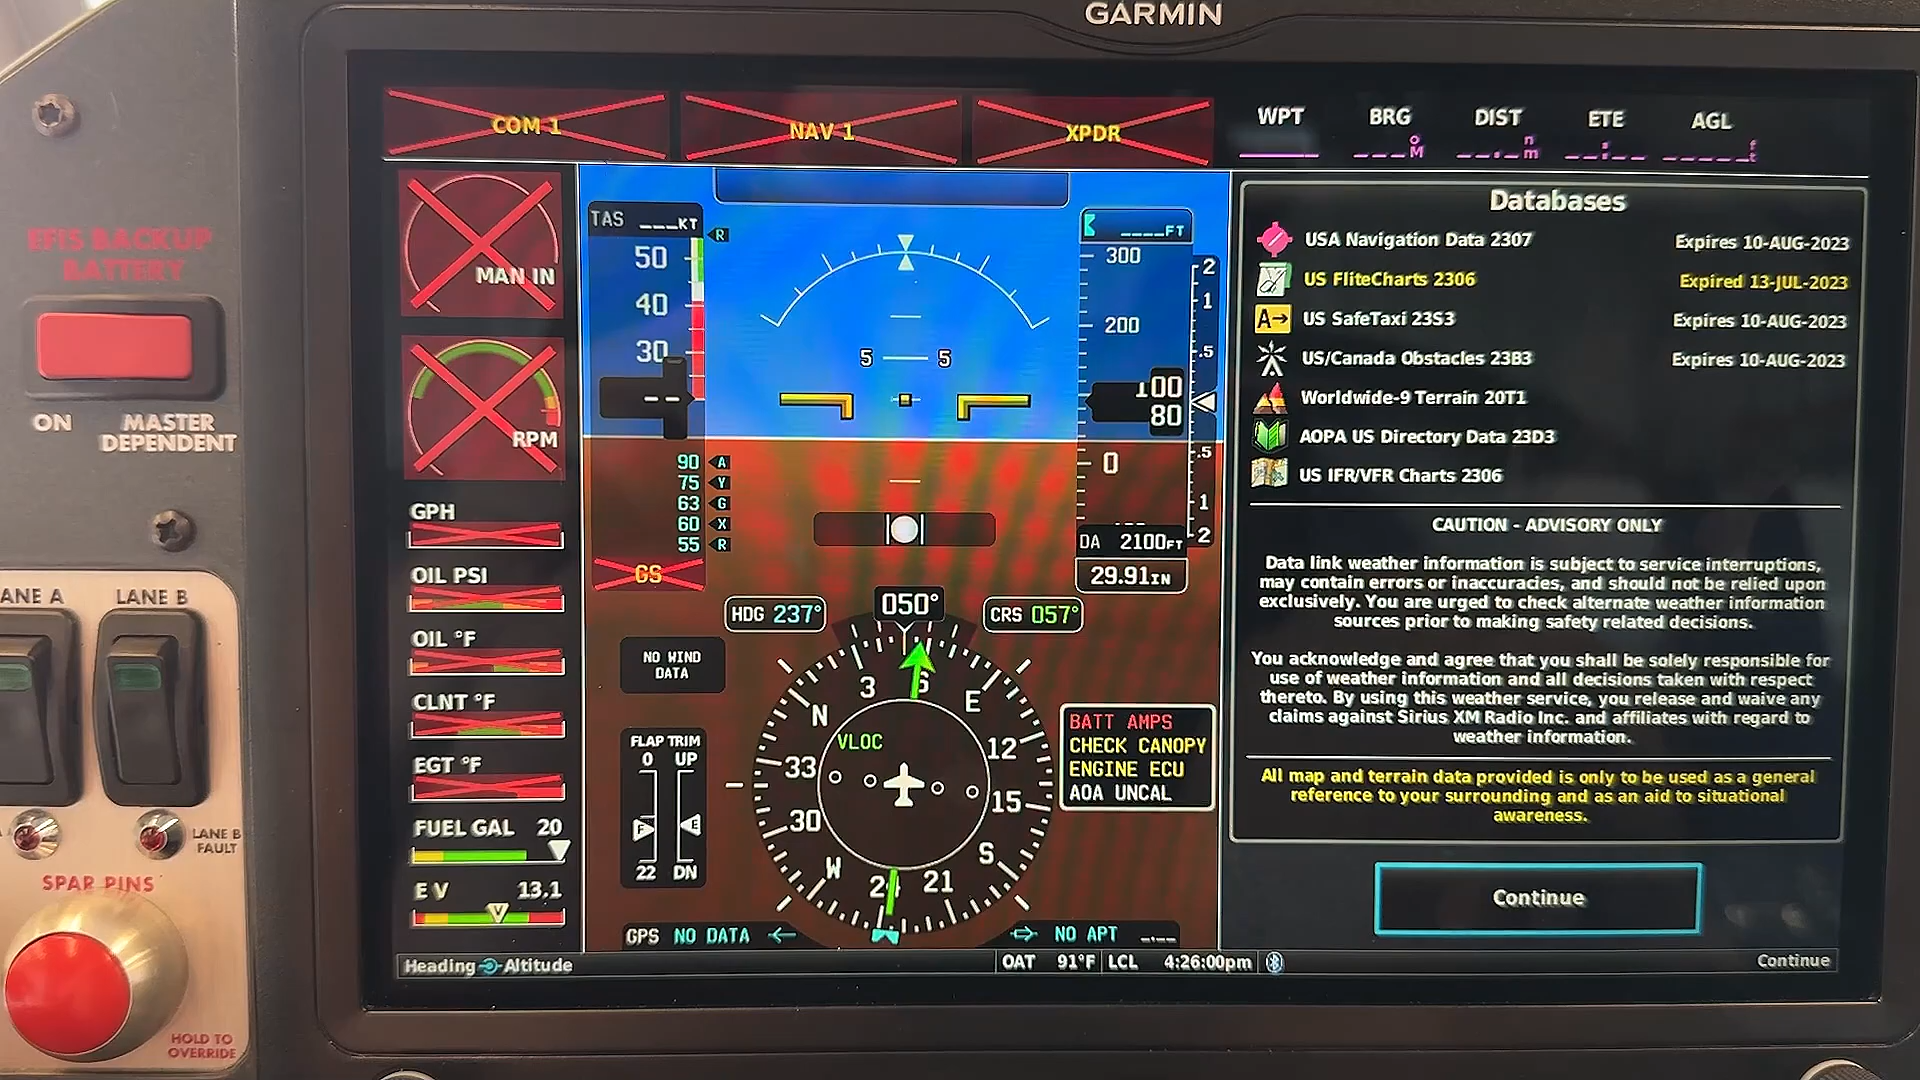 GARMIN
COM 1
NAV 1
XPDR
WPT
BRG
DIST
ETE
AGL
MAN IN
RPM
GPH
OIL PSI
OIL °F
CLNT °F
EGT °F
FUEL GAL 20
E V 13.1
EFIS BACKUP
BATTERY
ON
MASTER
DEPENDENT
LANE B
LANE B
FAULT
SPAR PINS
HOLD TO
OVERRIDE
TAS ___KT
R
50
40
30
--
90 A
75 Y
63 G
60 X
55 R
GS
5 5
____FT
300
200
100
80
0
2
1
.5
.5
1
2
DA 2100FT
29.91IN
HDG 237°
050°
CRS 057°
NO WIND
DATA
FLAP TRIM
0 UP
F E
22 DN
VLOC
N
3
6
E
12
15
S
21
24
W
30
33
BATT AMPS
CHECK CANOPY
ENGINE ECU
AOA UNCAL
GPS NO DATA
NO APT _.__
Heading Altitude
OAT 91°F LCL 4:26:00pm
Databases
USA Navigation Data 2307 Expires 10-AUG-2023
US FliteCharts 2306 Expired 13-JUL-2023
A→ US SafeTaxi 23S3 Expires 10-AUG-2023
US/Canada Obstacles 23B3 Expires 10-AUG-2023
Worldwide-9 Terrain 20T1
AOPA US Directory Data 23D3
US IFR/VFR Charts 2306
CAUTION - ADVISORY ONLY
Data link weather information is subject to service interruptions,
may contain errors or inaccuracies, and should not be relied upon
exclusively. You are urged to check alternate weather information
sources prior to making safety related decisions.
You acknowledge and agree that you shall be solely responsible for
use of weather information and all decisions taken with respect
thereto. By using this weather service, you release and waive any
claims against Sirius XM Radio Inc. and affiliates with regard to
weather information.
All map and terrain data provided is only to be used as a general
reference to your surrounding and as an aid to situational
awareness.
Continue
Continue